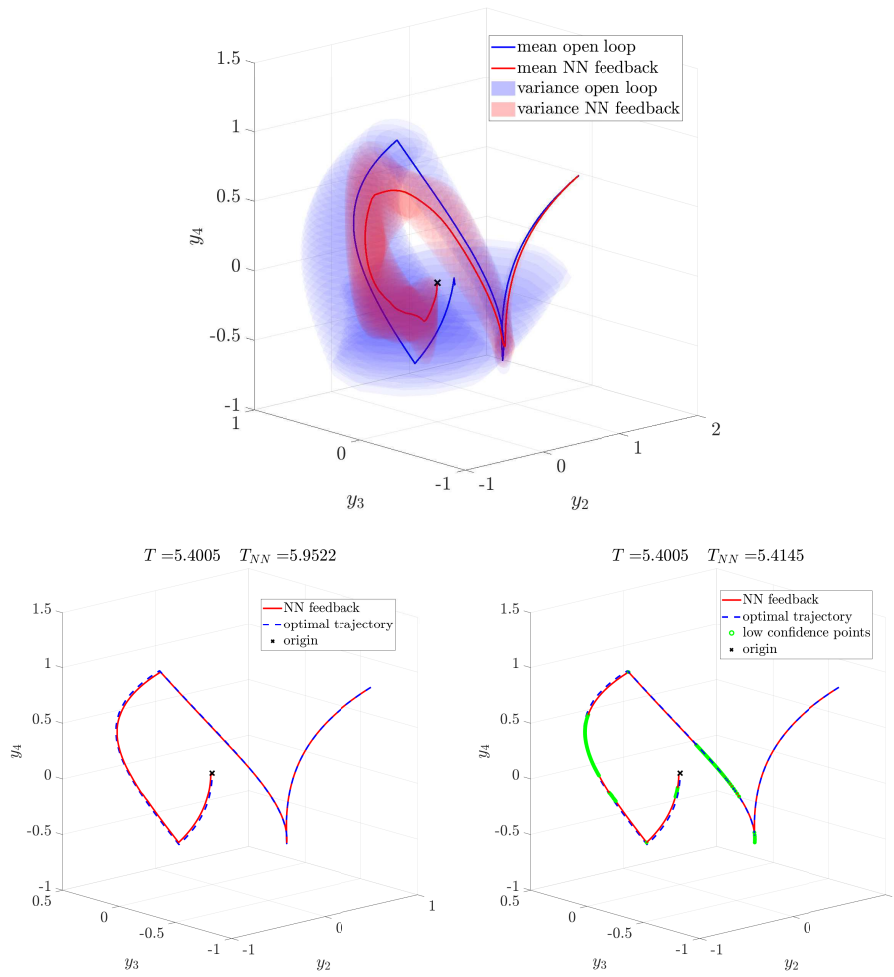 mean open loop
mean NN feedback
variance open loop
variance NN feedback
1.5
1
0.5
0
-0.5
-1
y4
1
0
-1
y3
-1
0
1
2
y2
T =5.4005 TNN =5.9522
NN feedback
optimal trajectory
origin
1.5
1
0.5
0
-0.5
-1
y4
0.5
0
-0.5
-1
y3
-1
0
1
y2
T =5.4005 TNN =5.4145
NN feedback
optimal trajectory
low confidence points
origin
1.5
1
0.5
0
-0.5
-1
y4
0.5
0
-0.5
-1
y3
-1
0
y2